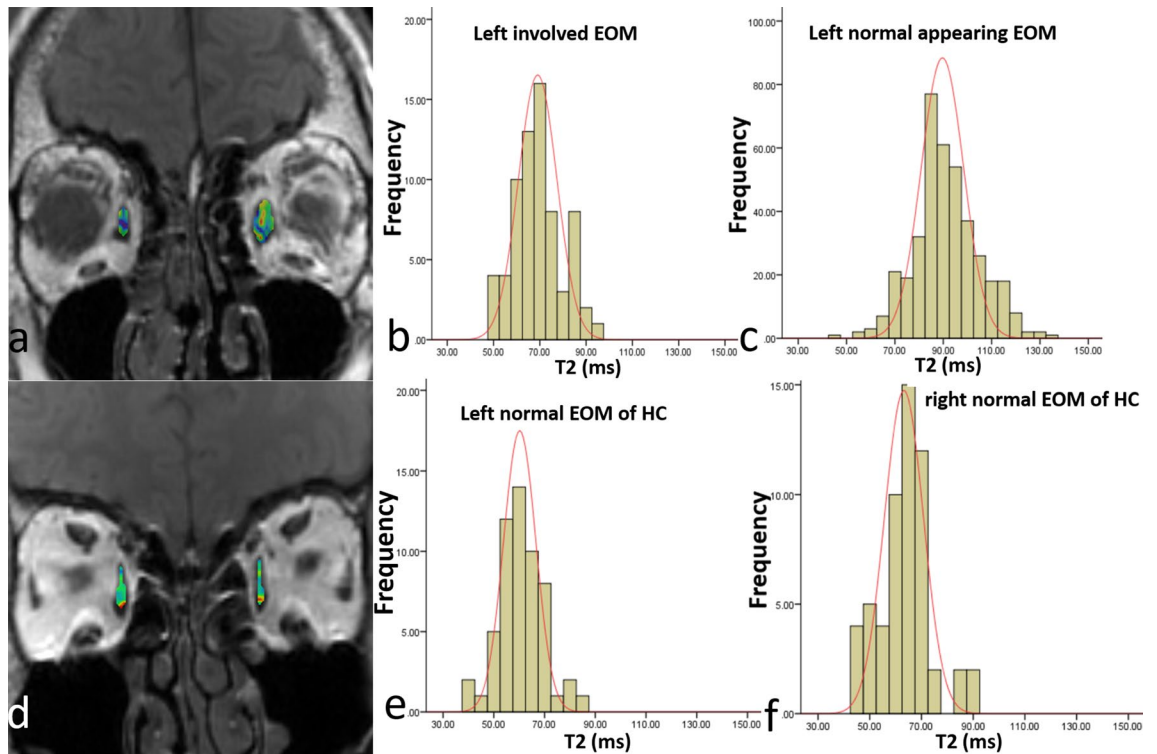 a
b
Left involved EOM
Frequency
20.00
15.00
10.00
5.00
.00
30.00 50.00 70.00 90.00 110.00 130.00 150.00
T2 (ms)
c
Left normal appearing EOM
Frequency
100.00
80.00
60.00
40.00
20.00
.00
30.00 50.00 70.00 90.00 110.00 130.00 150.00
T2 (ms)
d
e
Left normal EOM of HC
Frequency
20.00
15.00
10.00
5.00
.00
30.00 50.00 70.00 90.00 110.00 130.00 150.00
T2 (ms)
f
right normal EOM of HC
Frequency
15.00
10.00
5.00
.00
30.00 50.00 70.00 90.00 110.00 130.00 150.00
T2 (ms)